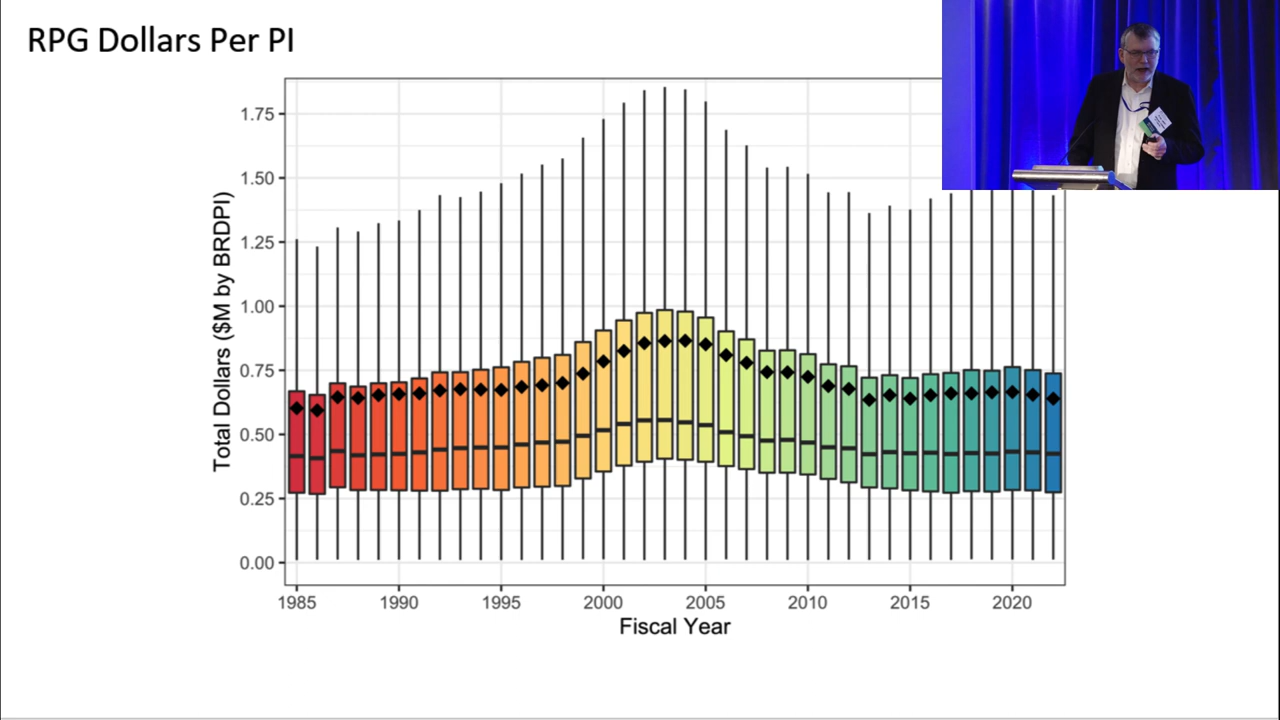 RPG Dollars Per PI
Total Dollars ($M by BRDPI)
1.75
1.50
1.25
1.00
0.75
0.50
0.25
0.00
1985 1990 1995 2000 2005 2010 2015 2020
Fiscal Year